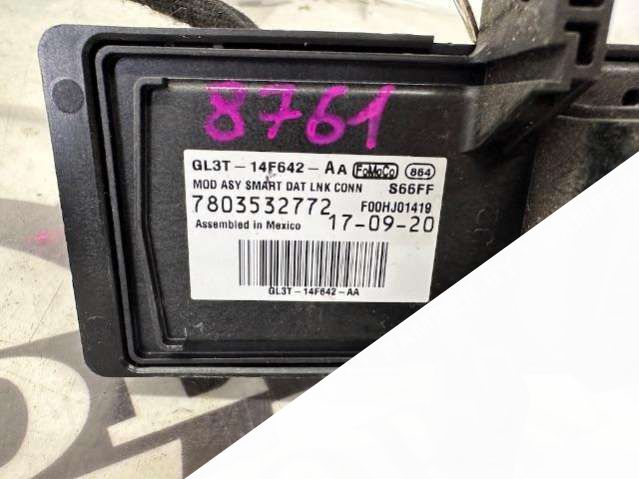 8761
GL3T-14F642-AA FoMoCo 864
MOD ASY SMART DAT LNK CONN S66FF
7803532772 F00HJ01419
Assembled in Mexico 17-09-20
GL3T-14F642-AA